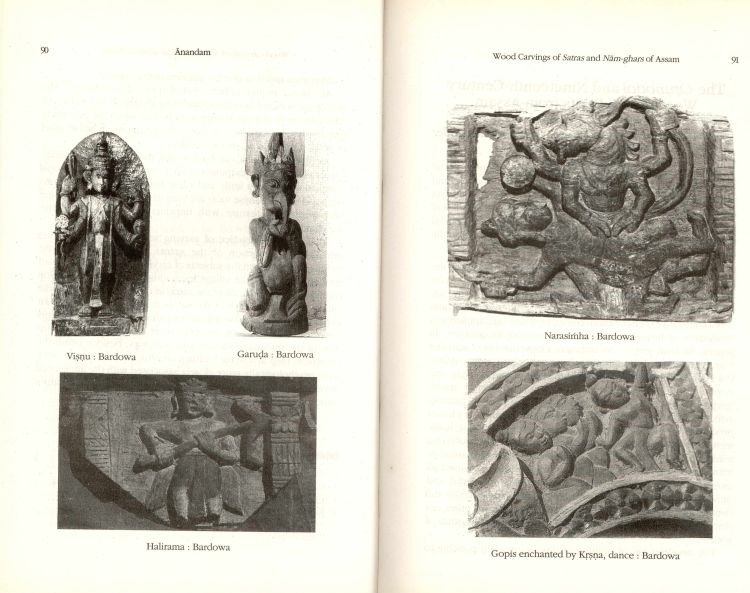 90
Ānandam
Viṣṇu : Bardowa
Garuḍa : Bardowa
Halirama : Bardowa
Wood Carvings of Satras and Nām-ghars of Assam
91
Narasiṁha : Bardowa
Gopis enchanted by Kṛṣṇa, dance : Bardowa